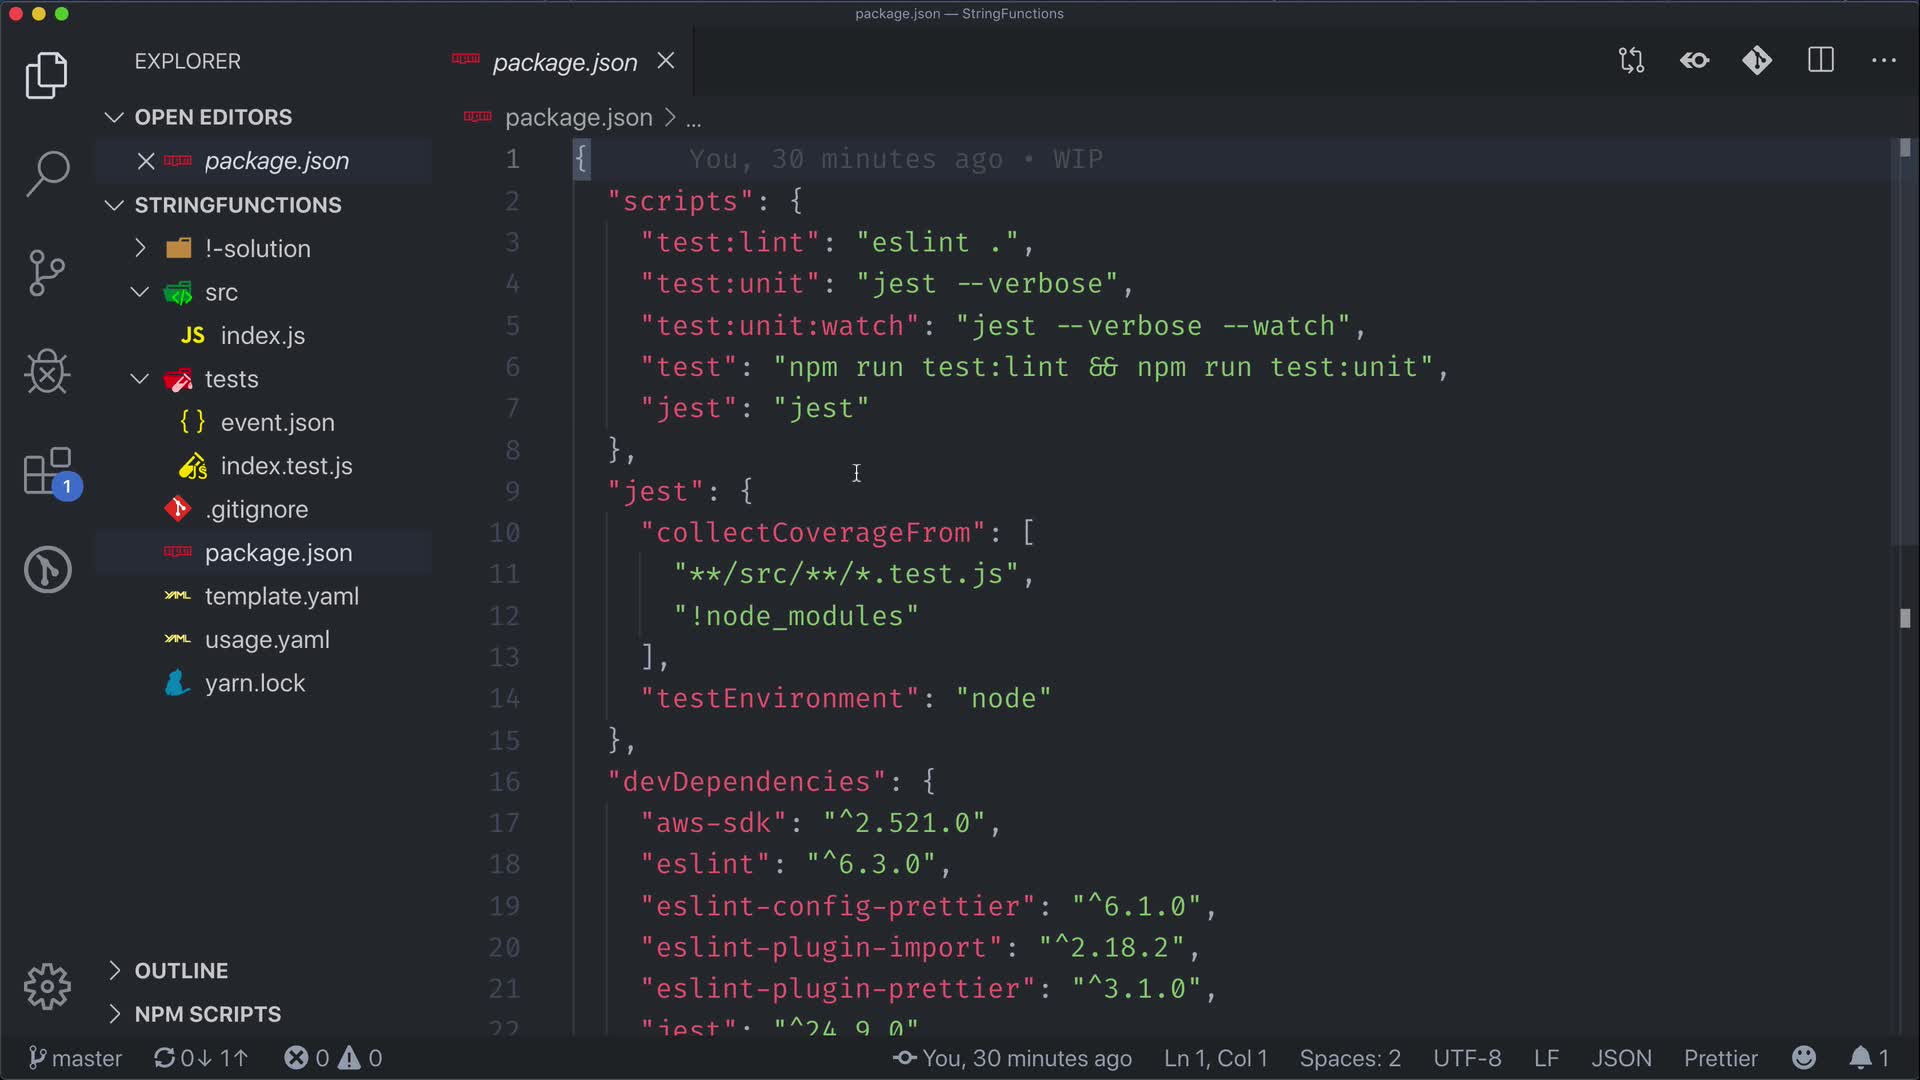 package.json — StringFunctions
EXPLORER
OPEN EDITORS
package.json
STRINGFUNCTIONS
!-solution
src
JS index.js
tests
{ } event.json
index.test.js
.gitignore
package.json
YAML template.yaml
YAML usage.yaml
yarn.lock
OUTLINE
NPM SCRIPTS
1
package.json
package.json > ...
1 { You, 30 minutes ago • WIP
2 "scripts": {
3 "test:lint": "eslint .",
4 "test:unit": "jest --verbose",
5 "test:unit:watch": "jest --verbose --watch",
6 "test": "npm run test:lint && npm run test:unit",
7 "jest": "jest"
8 },
9 "jest": {
10 "collectCoverageFrom": [
11 "**/src/**/*.test.js",
12 "!node_modules"
13 ],
14 "testEnvironment": "node"
15 },
16 "devDependencies": {
17 "aws-sdk": "^2.521.0",
18 "eslint": "^6.3.0",
19 "eslint-config-prettier": "^6.1.0",
20 "eslint-plugin-import": "^2.18.2",
21 "eslint-plugin-prettier": "^3.1.0",
22 "jest": "^24.9.0"
master 0↓ 1↑ 0 0 You, 30 minutes ago Ln 1, Col 1 Spaces: 2 UTF-8 LF JSON Prettier 1